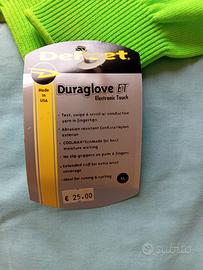 Defeet
Made in
USA
Duraglove ET
Electronic Touch
• Text, swipe & scroll w/ conductive
yarn in fingertips
• Abrasion resistant Cordura Nylon
exterior
• COOLMAX
moisture wicking
• No slip grippers on palm & fingers
• Extended cuff for extra wrist
coverage
• Ideal for running & cycling
XL
€ 25.00
subito